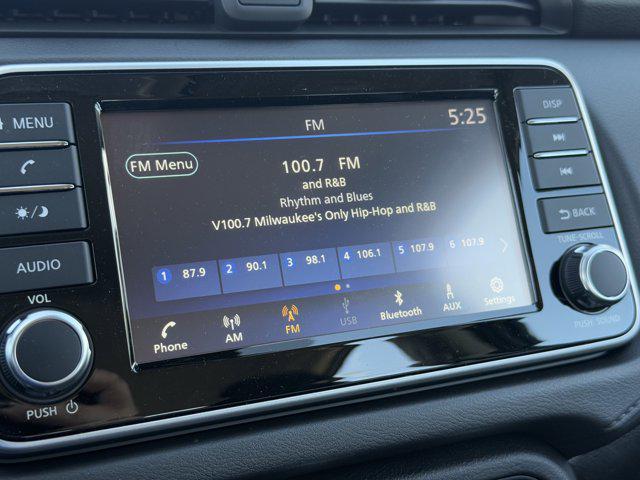 MENU
AUDIO
VOL
PUSH
FM
5:25
FM Menu
100.7 FM
and R&B
Rhythm and Blues
V100.7 Milwaukee's Only Hip-Hop and R&B
1 87.9 2 90.1 3 98.1 4 106.1 5 107.9 6 107.9
Phone AM FM USB Bluetooth AUX Settings
DISP
BACK
TUNE·SCROLL
PUSH SOUND